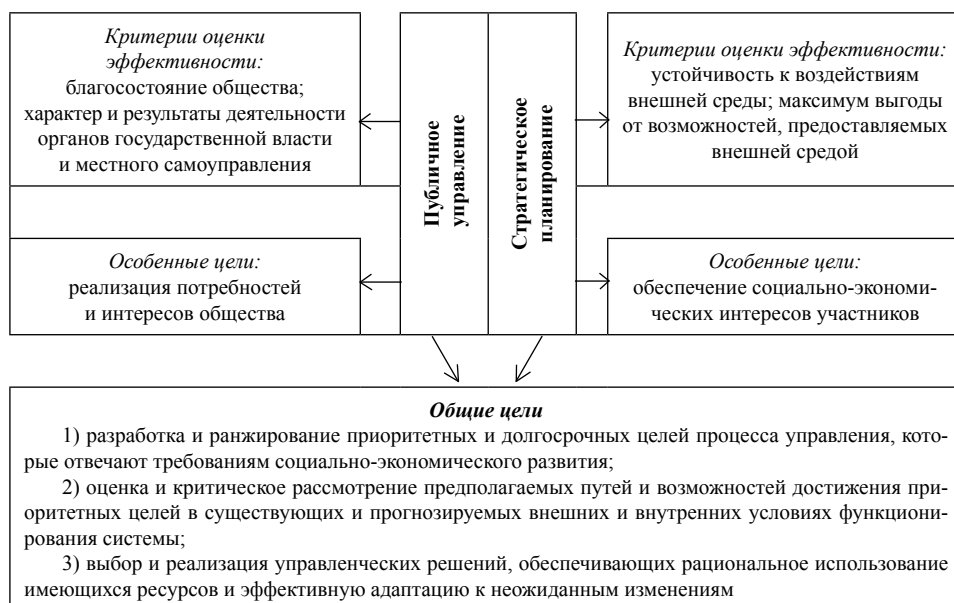 Критерии оценки
эффективности:
благосостояние общества;
характер и результаты деятельности
органов государственной власти
и местного самоуправления
Особенные цели:
реализация потребностей
и интересов общества
Публичное
управление
Стратегическое
планирование
Критерии оценки эффективности:
устойчивость к воздействиям
внешней среды; максимум выгоды
от возможностей, предоставляемых
внешней средой
Особенные цели:
обеспечение социально-экономи-
ческих интересов участников
Общие цели
1) разработка и ранжирование приоритетных и долгосрочных целей процесса управления, кото-
рые отвечают требованиям социально-экономического развития;
2) оценка и критическое рассмотрение предполагаемых путей и возможностей достижения при-
оритетных целей в существующих и прогнозируемых внешних и внутренних условиях функциони-
рования системы;
3) выбор и реализация управленческих решений, обеспечивающих рациональное использование
имеющихся ресурсов и эффективную адаптацию к неожиданным изменениям